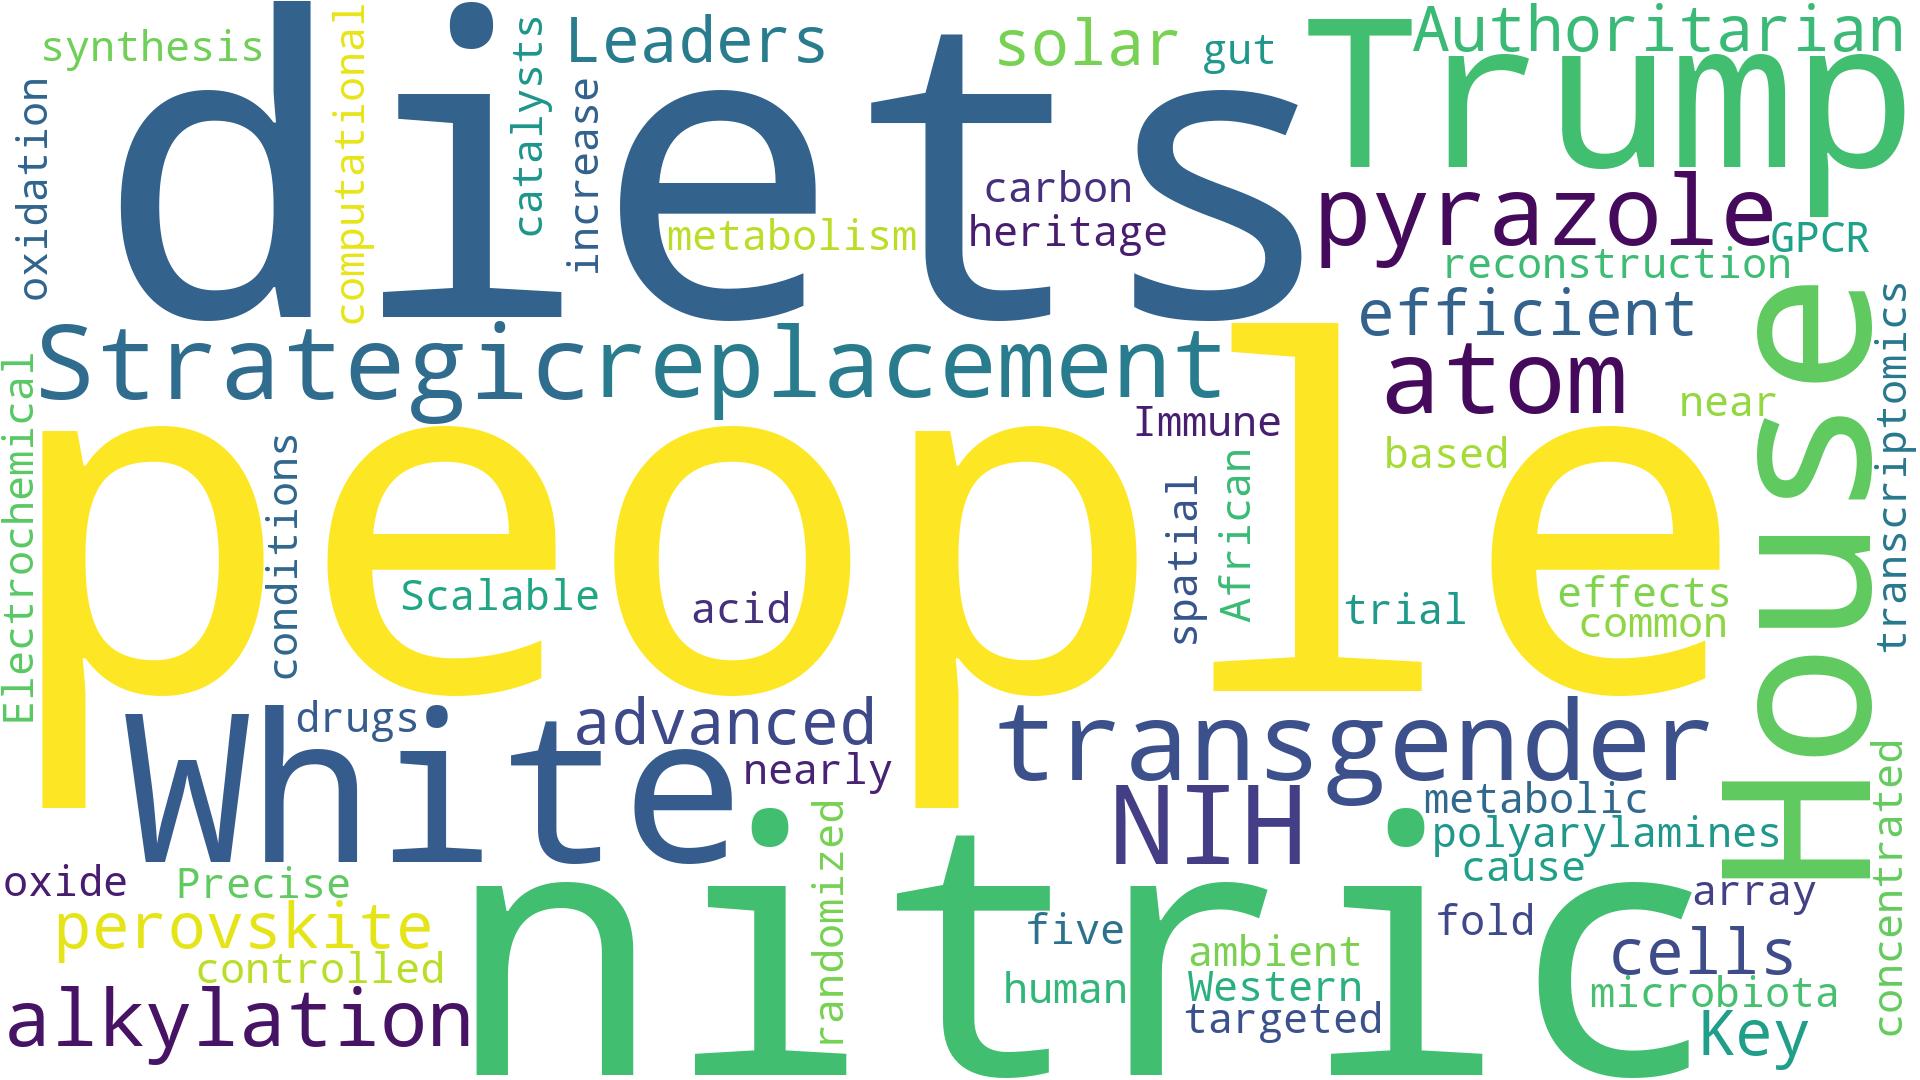 synthesis
diets
computational
Leaders
catalysts
solar
gut
Trump
Authoritarian
oxidation
increase
carbon
metabolism
heritage
pyrazole
GPCR
reconstruction
efficient
House
transcriptomics
Strategic
replacement
atom
near
Immune
based
Electrochemical
people
conditions
spatial
African
Scalable
acid
trial
effects
common
White
drugs
advanced
nearly
transgender
NIH
metabolic
polyarylamines
cause
concentrated
oxide
Precise
array
perovskite
controlled
nitric
randomized
five
fold
ambient
cells
human
Western
microbiota
alkylation
targeted
Key